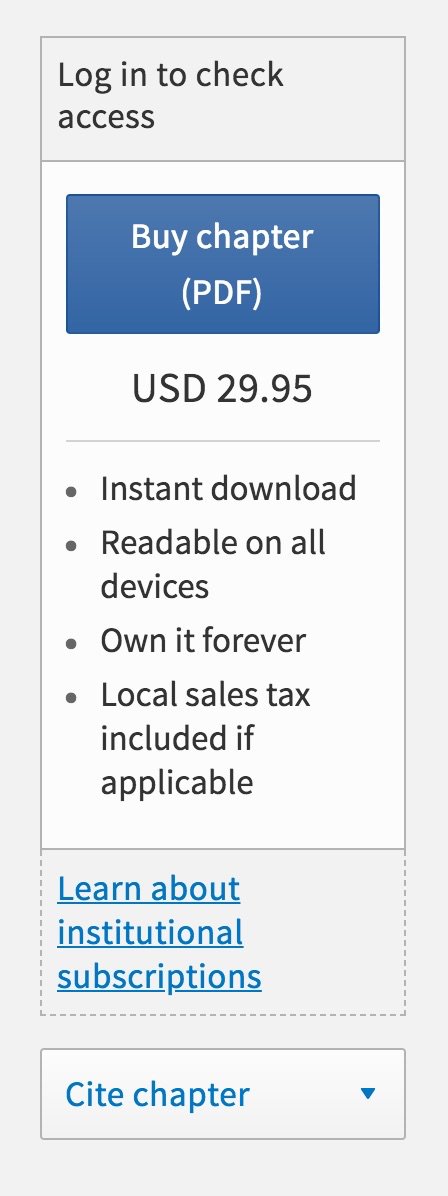 Log in to check
access
Buy chapter
(PDF)
USD 29.95
Instant download
Readable on all
devices
Own it forever
Local sales tax
included if
applicable
Learn about
institutional
subscriptions
Cite chapter